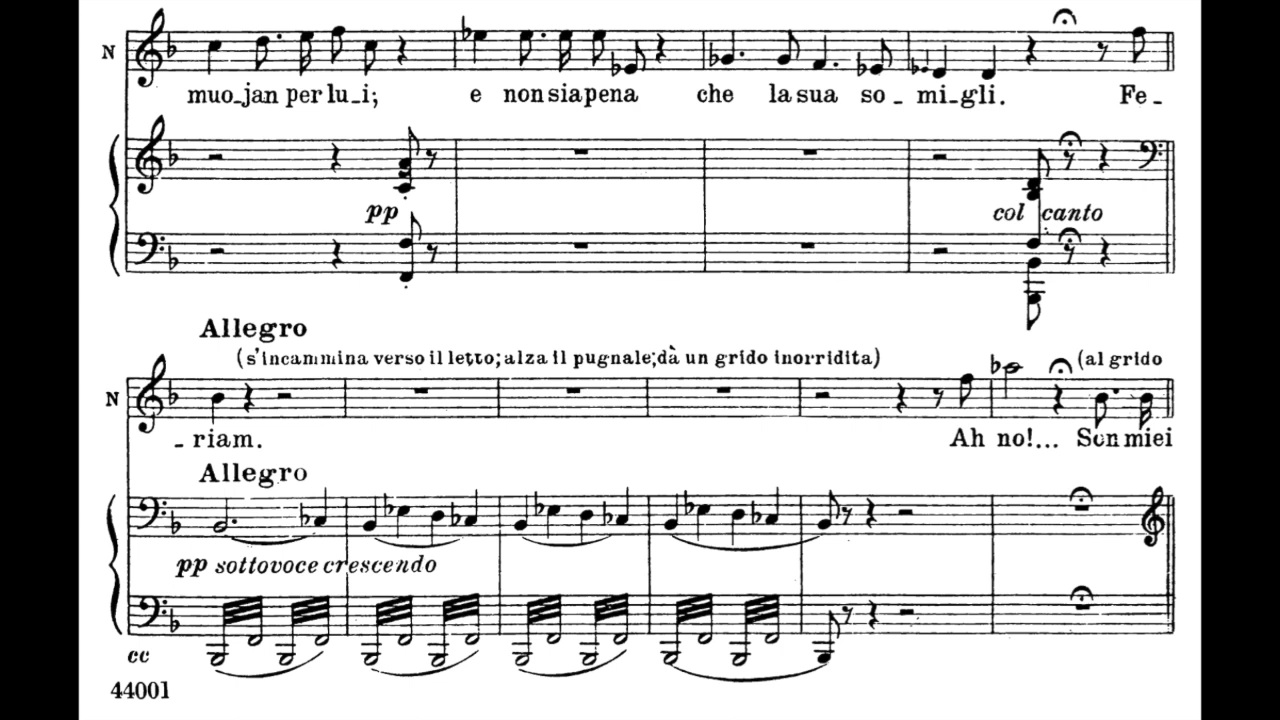 N
muo_jan per lu_i; e non sia pena che la sua so_mi_gli. Fe_
pp
col canto
Allegro
(s'incammina verso il letto; alza il pugnale; dà un grido inorridita) (al grido
N
_riam. Ah no!... Son miei
Allegro
pp sottovoce crescendo
cc
44001